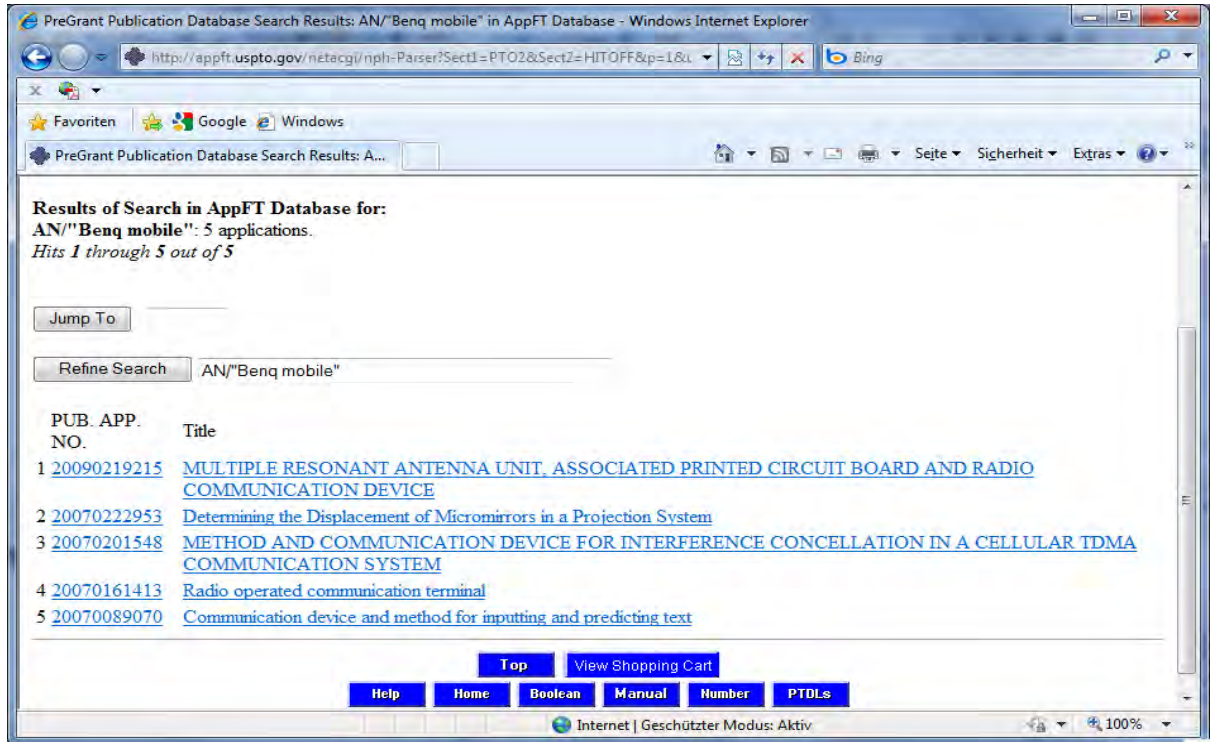 PreGrant Publication Database Search Results: AN/"Benq mobile" in AppFT Database - Windows Internet Explorer
http://appft.uspto.gov/netacgi/nph-Parser?Sect1=PTO2&Sect2=HITOFF&p=1&u
Bing
x
Favoriten Google Windows
PreGrant Publication Database Search Results: A... Seite Sicherheit Extras
Results of Search in AppFT Database for:
AN/"Benq mobile": 5 applications.
Hits 1 through 5 out of 5
Jump To
Refine Search AN/"Benq mobile"
PUB. APP.
NO. Title
1 20090219215 MULTIPLE RESONANT ANTENNA UNIT, ASSOCIATED PRINTED CIRCUIT BOARD AND RADIO
COMMUNICATION DEVICE
2 20070222953 Determining the Displacement of Micromirrors in a Projection System
3 20070201548 METHOD AND COMMUNICATION DEVICE FOR INTERFERENCE CONCELLATION IN A CELLULAR TDMA
COMMUNICATION SYSTEM
4 20070161413 Radio operated communication terminal
5 20070089070 Communication device and method for inputting and predicting text
Top View Shopping Cart
Help Home Boolean Manual Number PTDLs
Internet | Geschützter Modus: Aktiv 100%